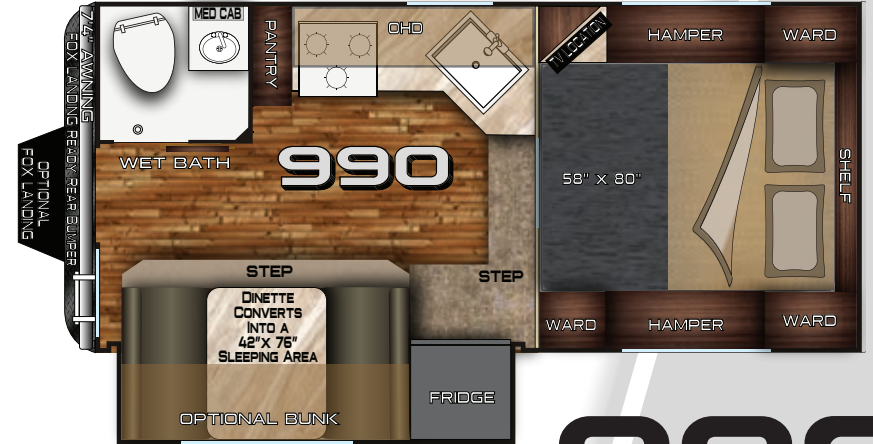 7'4" AWNING
FOX LANDING READY REAR BUMPER
OPTIONAL
FOX LANDING
MED CAB
PANTRY
OHD
TV LOCATION
HAMPER
WARD
WET BATH
990
58" X 80"
SHELF
STEP
STEP
DINETTE
CONVERTS
INTO A
42"X 76"
SLEEPING AREA
OPTIONAL BUNK
FRIDGE
WARD
HAMPER
WARD